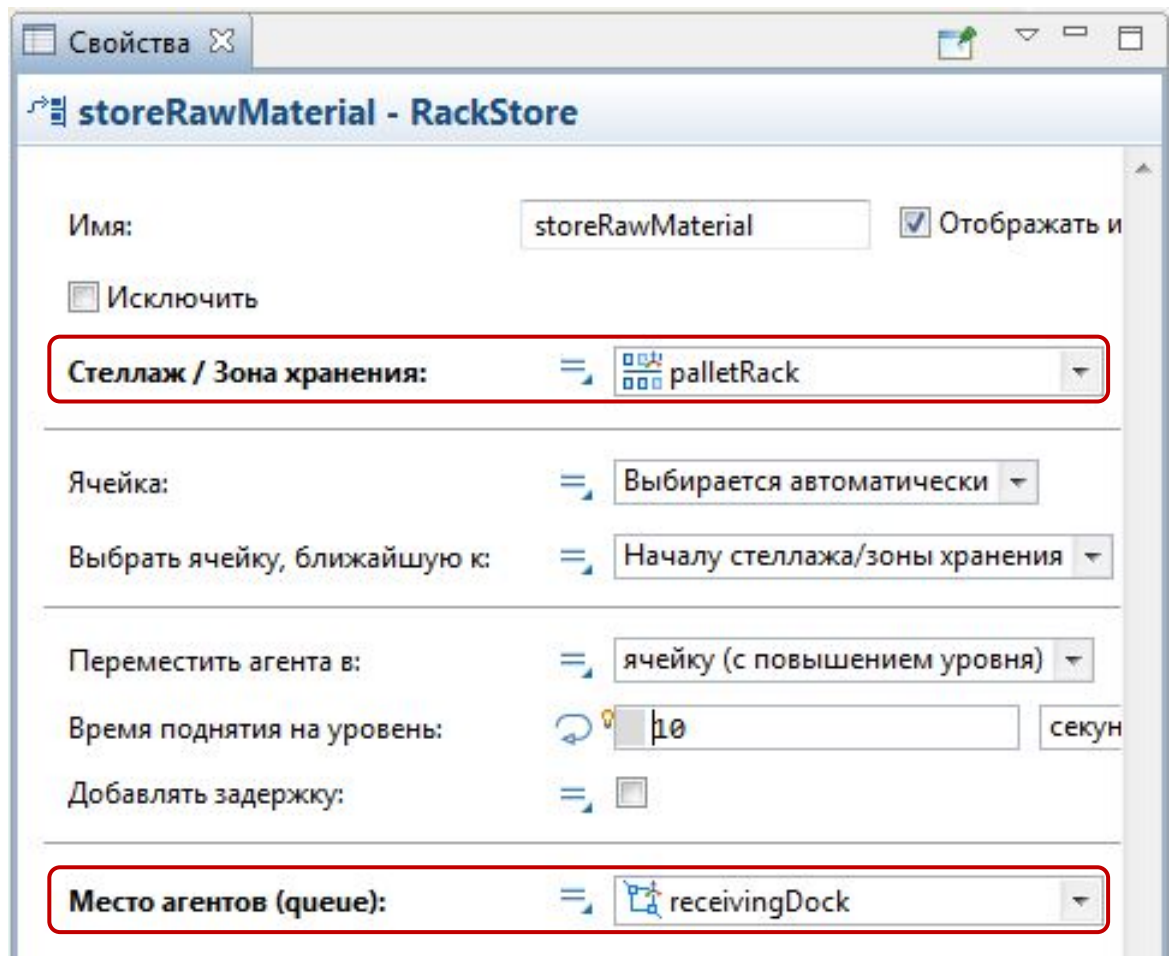 Свойства
storeRawMaterial - RackStore
Имя: storeRawMaterial Отображать и
Исключить
Стеллаж / Зона хранения: palletRack
Ячейка: Выбирается автоматически
Выбрать ячейку, ближайшую к: Началу стеллажа/зоны хранения
Переместить агента в: ячейку (с повышением уровня)
Время поднятия на уровень: 10 секун
Добавлять задержку:
Место агентов (queue): receivingDock